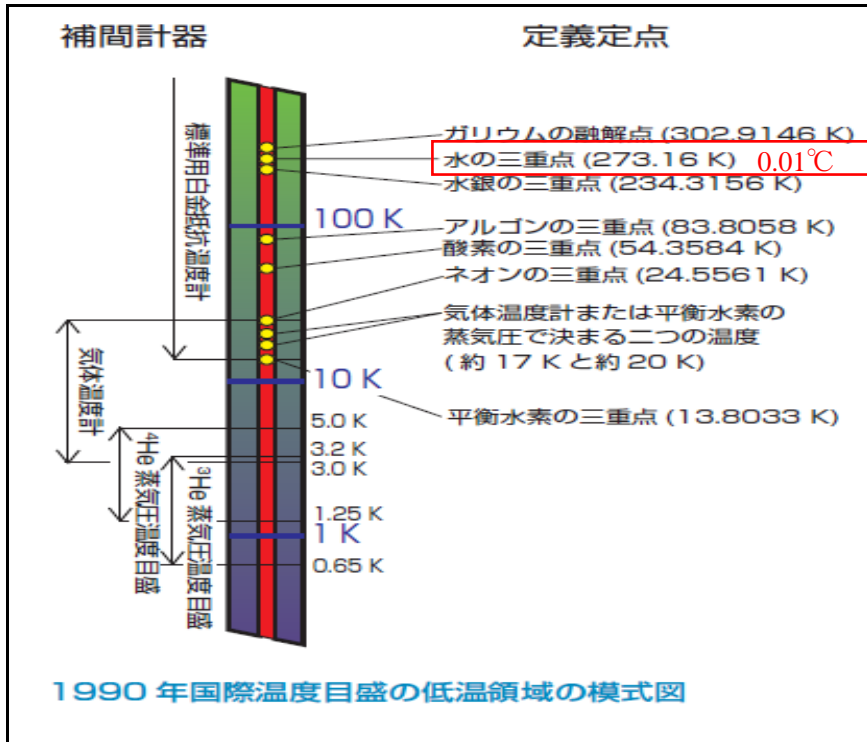 補間計器
定義定点
ガリウムの融解点 (302.9146 K)
水の三重点 (273.16 K) 0.01℃
水銀の三重点 (234.3156 K)
100 K
アルゴンの三重点 (83.8058 K)
酸素の三重点 (54.3584 K)
ネオンの三重点 (24.5561 K)
気体温度計または平衡水素の
蒸気圧で決まる二つの温度
( 約 17 K と約 20 K)
10 K
平衡水素の三重点 (13.8033 K)
5.0 K
3.2 K
3.0 K
1.25 K
1 K
0.65 K
標準用白金抵抗温度計
気体温度計
⁴He 蒸気圧温度目盛
³He 蒸気圧温度目盛
1990 年国際温度目盛の低温領域の模式図